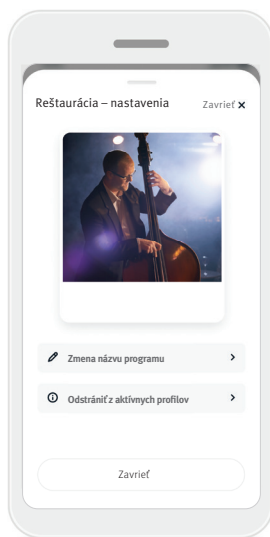 Reštaurácia – nastavenia
Zavrieť ×
Zmena názvu programu
Odstrániť z aktívnych profilov
Zavrieť